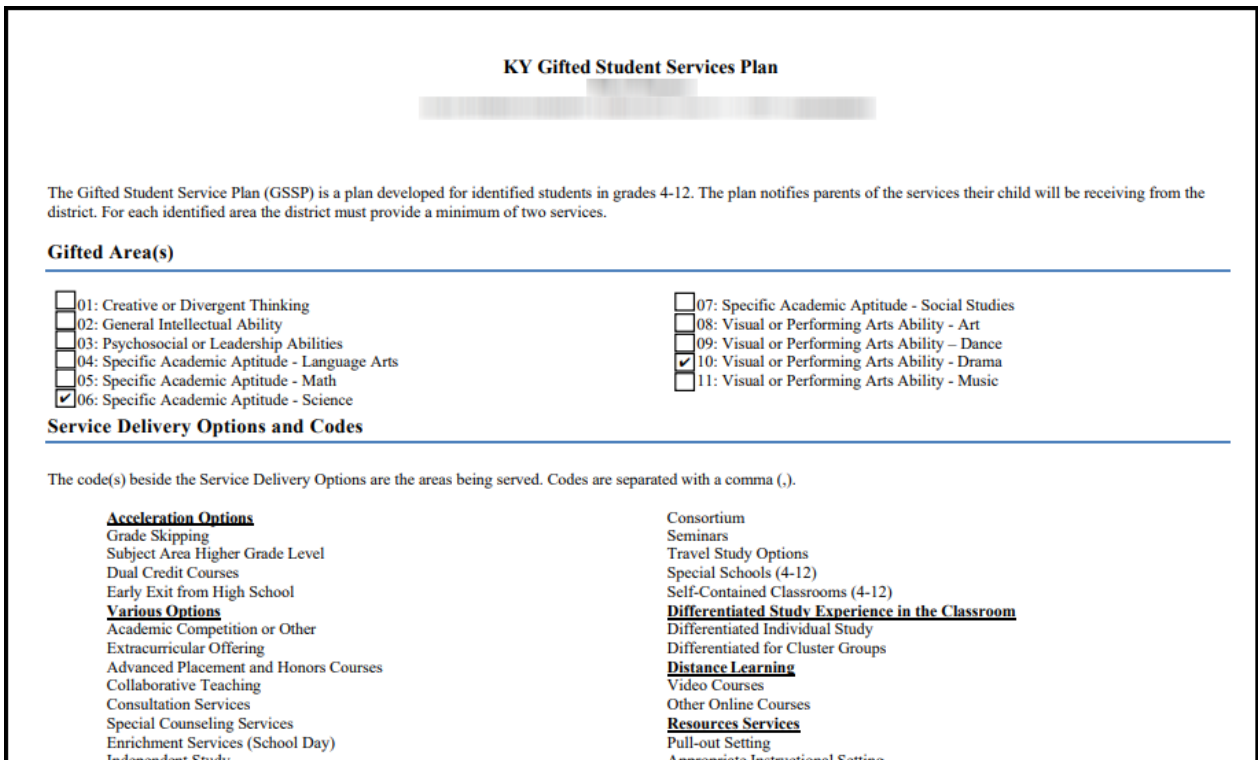 KY Gifted Student Services Plan
The Gifted Student Service Plan (GSSP) is a plan developed for identified students in grades 4-12. The plan notifies parents of the services their child will be receiving from the
district. For each identified area the district must provide a minimum of two services.
Gifted Area(s)
01: Creative or Divergent Thinking
02: General Intellectual Ability
03: Psychosocial or Leadership Abilities
04: Specific Academic Aptitude - Language Arts
05: Specific Academic Aptitude - Math
06: Specific Academic Aptitude - Science
07: Specific Academic Aptitude - Social Studies
08: Visual or Performing Arts Ability - Art
09: Visual or Performing Arts Ability – Dance
10: Visual or Performing Arts Ability - Drama
11: Visual or Performing Arts Ability - Music
Service Delivery Options and Codes
The code(s) beside the Service Delivery Options are the areas being served. Codes are separated with a comma (,).
Acceleration Options
Grade Skipping
Subject Area Higher Grade Level
Dual Credit Courses
Early Exit from High School
Various Options
Academic Competition or Other
Extracurricular Offering
Advanced Placement and Honors Courses
Collaborative Teaching
Consultation Services
Special Counseling Services
Enrichment Services (School Day)
Independent Study
Consortium
Seminars
Travel Study Options
Special Schools (4-12)
Self-Contained Classrooms (4-12)
Differentiated Study Experience in the Classroom
Differentiated Individual Study
Differentiated for Cluster Groups
Distance Learning
Video Courses
Other Online Courses
Resources Services
Pull-out Setting
Appropriate Instructional Setting